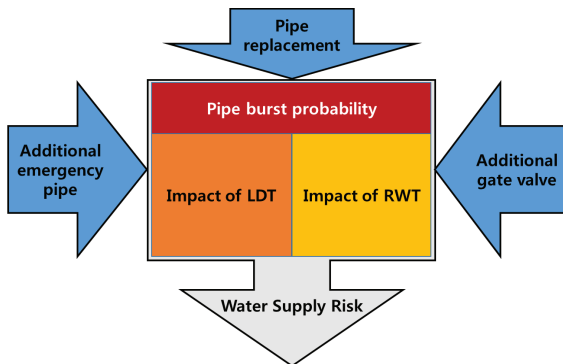 Pipe
replacement
Pipe burst probability
Additional
emergency
pipe
Impact of LDT
Impact of RWT
Additional
gate valve
Water Supply Risk